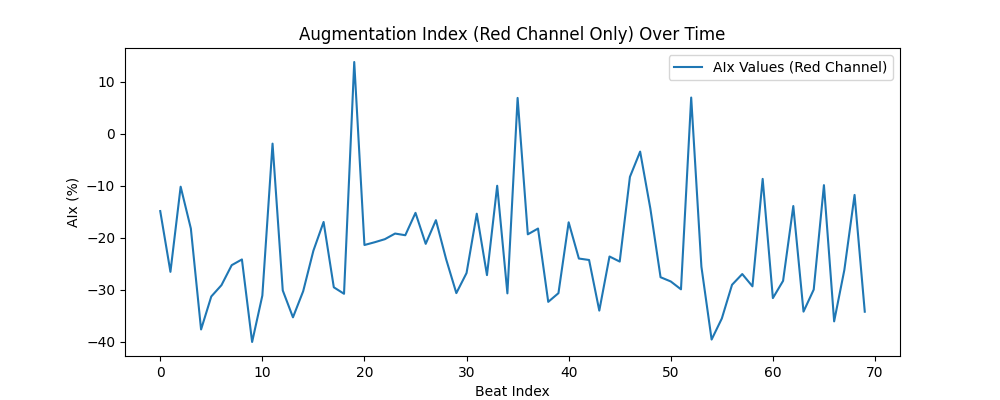 Augmentation Index (Red Channel Only) Over Time
AIx Values (Red Channel)
AIx (%)
10
0
−10
−20
−30
−40
0 10 20 30 40 50 60 70
Beat Index